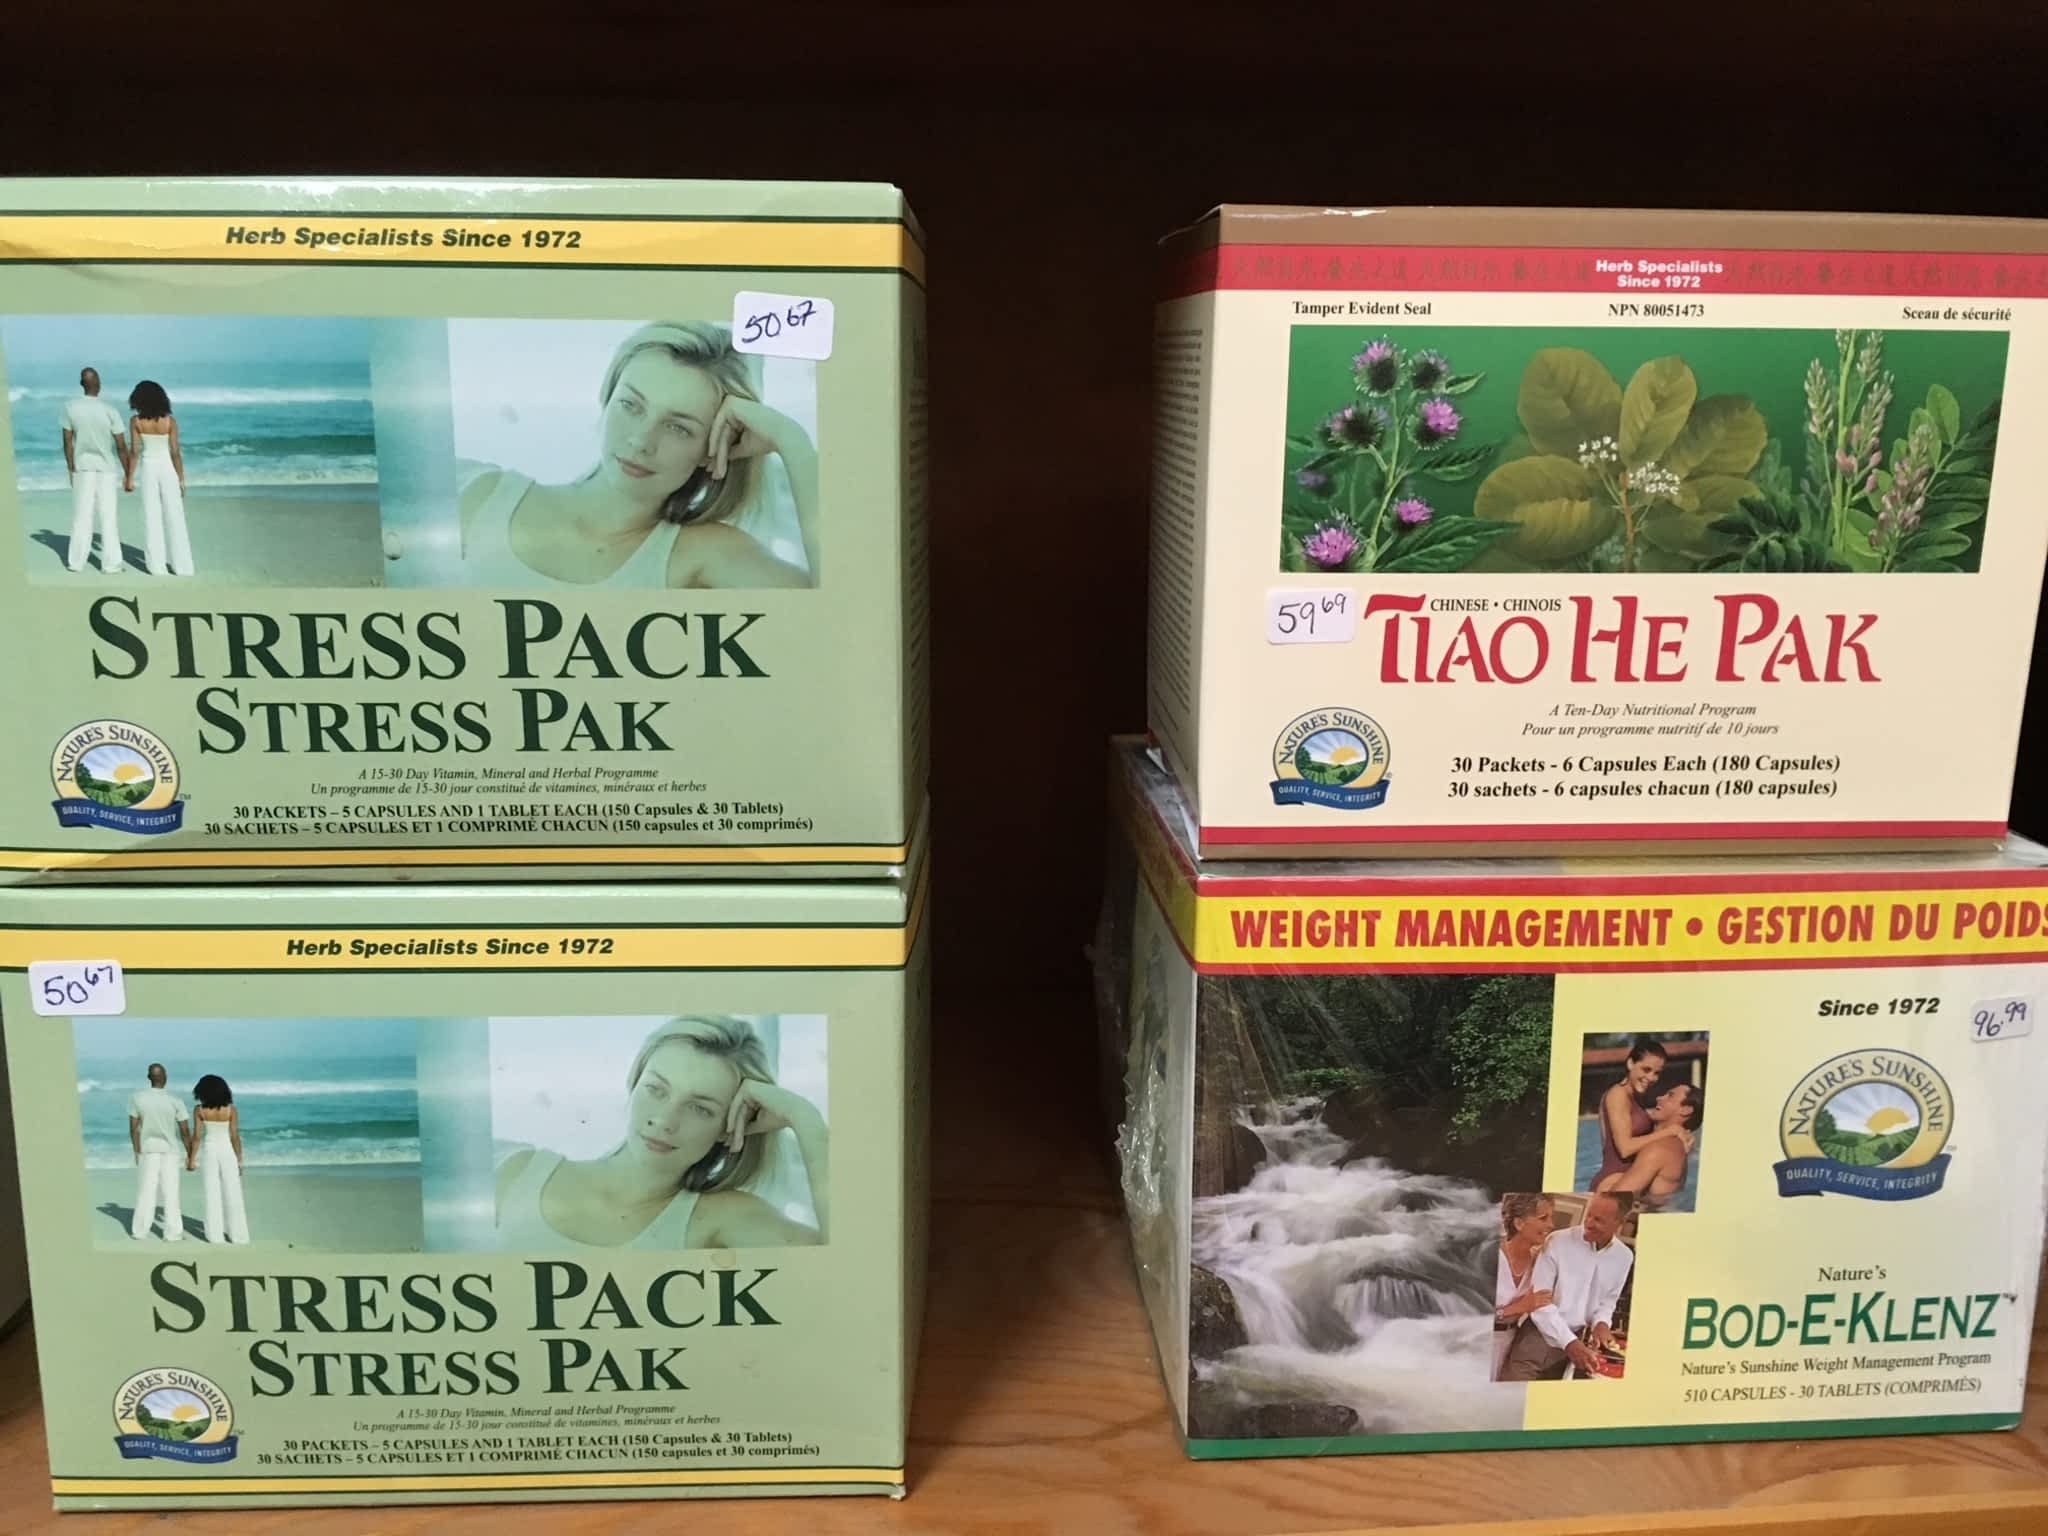 Herb Specialists Since 1972
50 67
STRESS PACK
STRESS PAK
NATURE'S SUNSHINE
QUALITY, SERVICE, INTEGRITY
TM
A 15-30 Day Vitamin, Mineral and Herbal Programme
Un programme de 15-30 jour constitué de vitamines, minéraux et herbes
30 PACKETS – 5 CAPSULES AND 1 TABLET EACH (150 Capsules & 30 Tablets)
30 SACHETS – 5 CAPSULES ET 1 COMPRIMÉ CHACUN (150 capsules et 30 comprimés)
Herb Specialists Since 1972
50 67
STRESS PACK
STRESS PAK
NATURE'S SUNSHINE
QUALITY, SERVICE, INTEGRITY
TM
A 15-30 Day Vitamin, Mineral and Herbal Programme
Un programme de 15-30 jour constitué de vitamines, minéraux et herbes
30 PACKETS – 5 CAPSULES AND 1 TABLET EACH (150 Capsules & 30 Tablets)
30 SACHETS – 5 CAPSULES ET 1 COMPRIMÉ CHACUN (150 capsules et 30 comprimés)
Herb Specialists
Since 1972
Tamper Evident Seal NPN 80051473 Sceau de sécurité
59 69
CHINESE • CHINOIS
TIAO HE PAK
NATURE'S SUNSHINE
QUALITY, SERVICE, INTEGRITY
A Ten-Day Nutritional Program
Pour un programme nutritif de 10 jours
30 Packets - 6 Capsules Each (180 Capsules)
30 sachets - 6 capsules chacun (180 capsules)
WEIGHT MANAGEMENT • GESTION DU POIDS
Since 1972
96.99
NATURE'S SUNSHINE
TM
QUALITY, SERVICE, INTEGRITY
Nature's
BOD-E-KLENZ™
Nature's Sunshine Weight Management Program
510 CAPSULES - 30 TABLETS (COMPRIMÉS)